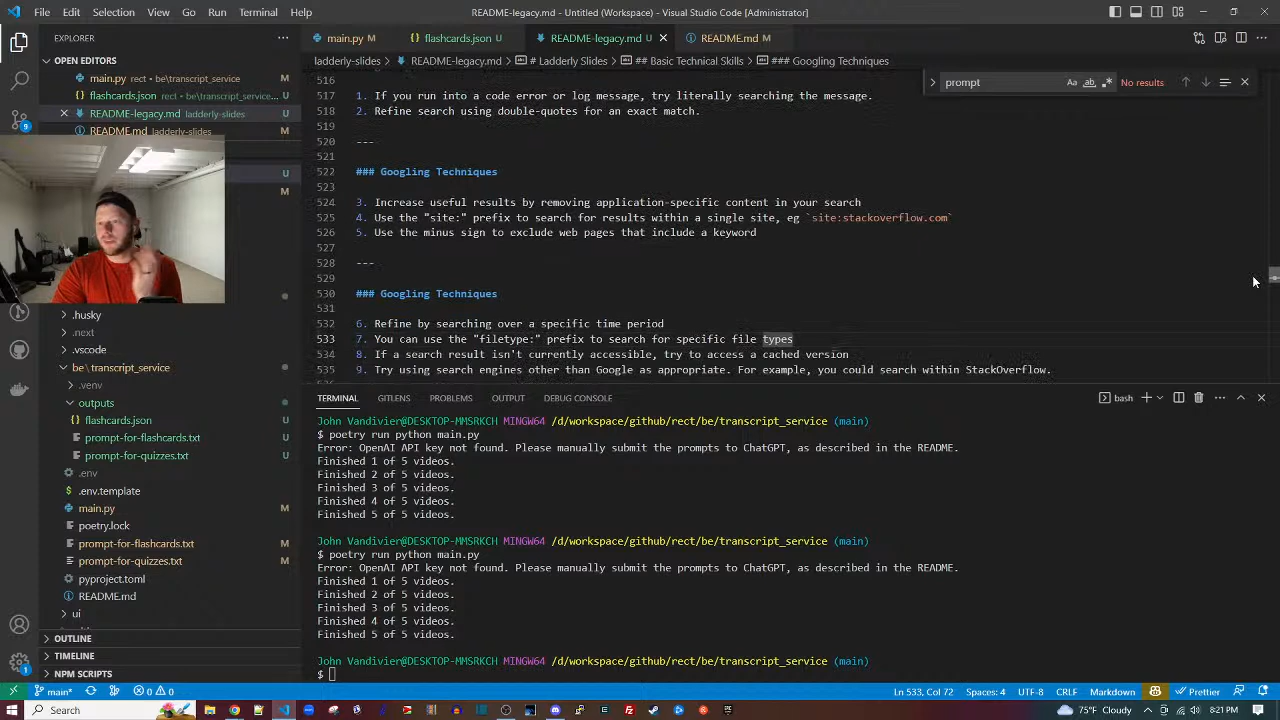 File Edit Selection View Go Run Terminal Help
README-legacy.md - Untitled (Workspace) - Visual Studio Code [Administrator]
EXPLORER
OPEN EDITORS
main.py rect • be\transcript_service M
flashcards.json rect • be\transcript_service... M
README-legacy.md ladderly-slides U
README.md ladderly-slides M
U
M
.husky
.next
.vscode
be\transcript_service
.venv
outputs
flashcards.json U
prompt-for-flashcards.txt U
prompt-for-quizzes.txt U
.env
.env.template
main.py M
poetry.lock
prompt-for-flashcards.txt M
prompt-for-quizzes.txt M
pyproject.toml
README.md
ui
OUTLINE
TIMELINE
NPM SCRIPTS
main.py M
flashcards.json M
README-legacy.md U
README.md M
ladderly-slides > README-legacy.md > # Ladderly Slides > ## Basic Technical Skills > ### Googling Techniques
prompt
Aa ab .*
No results
516
517 1. If you run into a code error or log message, try literally searching the message.
518 2. Refine search using double-quotes for an exact match.
519
520 ---
521
522 ### Googling Techniques
523
524 3. Increase useful results by removing application-specific content in your search
525 4. Use the "site:" prefix to search for results within a single site, eg `site:stackoverflow.com`
526 5. Use the minus sign to exclude web pages that include a keyword
527
528 ---
529
530 ### Googling Techniques
531
532 6. Refine by searching over a specific time period
533 7. You can use the "filetype:" prefix to search for specific file types
534 8. If a search result isn't currently accessible, try to access a cached version
535 9. Try using search engines other than Google as appropriate. For example, you could search within StackOverflow.
TERMINAL GITLENS PROBLEMS OUTPUT DEBUG CONSOLE
bash
John Vandivier@DESKTOP-MMSRKCH MINGW64 /d/workspace/github/rect/be/transcript_service (main)
$ poetry run python main.py
Error: OpenAI API key not found. Please manually submit the prompts to ChatGPT, as described in the README.
Finished 1 of 5 videos.
Finished 2 of 5 videos.
Finished 3 of 5 videos.
Finished 4 of 5 videos.
Finished 5 of 5 videos.
John Vandivier@DESKTOP-MMSRKCH MINGW64 /d/workspace/github/rect/be/transcript_service (main)
$ poetry run python main.py
Error: OpenAI API key not found. Please manually submit the prompts to ChatGPT, as described in the README.
Finished 1 of 5 videos.
Finished 2 of 5 videos.
Finished 3 of 5 videos.
Finished 4 of 5 videos.
Finished 5 of 5 videos.
John Vandivier@DESKTOP-MMSRKCH MINGW64 /d/workspace/github/rect/be/transcript_service (main)
$
9
1
main* 0 0
Ln 533, Col 72 Spaces: 4 UTF-8 CRLF Markdown Prettier
Search
75°F Cloudy 8:21 PM